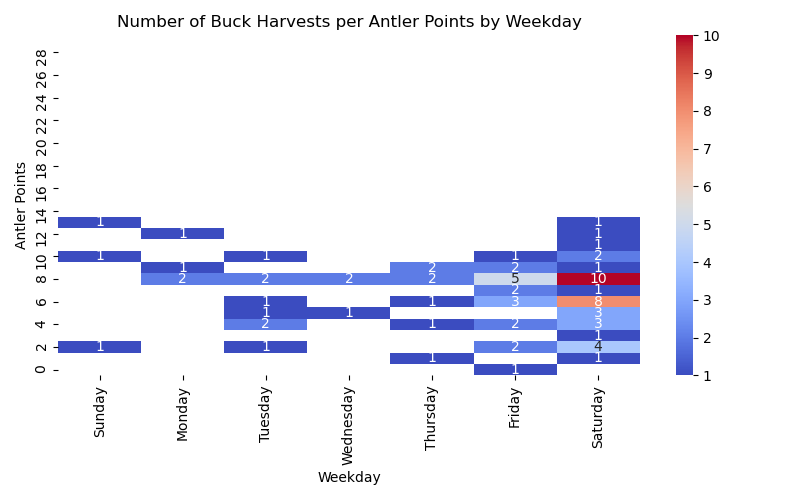 Number of Buck Harvests per Antler Points by Weekday
Antler Points
28
26
24
22
20
18
16
14
1 1
12 1 1
1
10 1 1 1 2
1 2 2 1
8 2 2 2 2 5 10
2 1
6 1 1 3 8
1 1 3
4 2 1 2 3
1
2 1 1 2 4
1 1
0 1
Sunday Monday Tuesday Wednesday Thursday Friday Saturday
Weekday
10
9
8
7
6
5
4
3
2
1